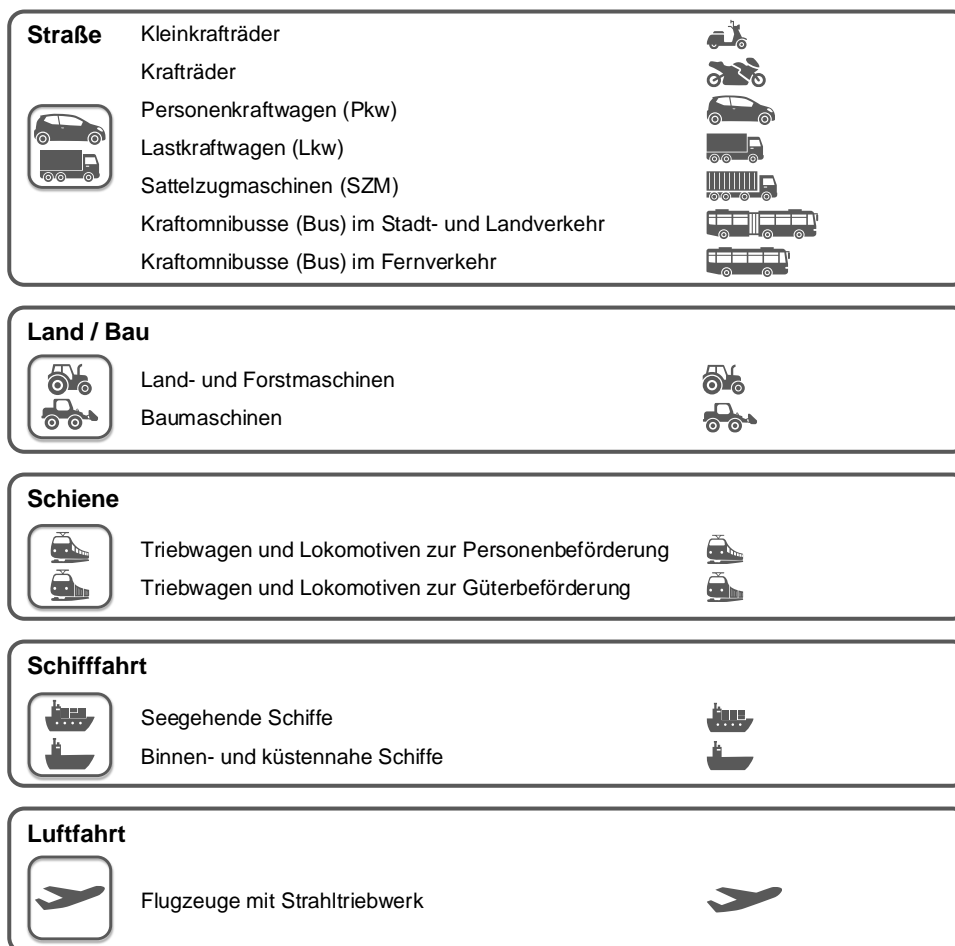 Straße
Kleinkrafträder
Krafträder
Personenkraftwagen (Pkw)
Lastkraftwagen (Lkw)
Sattelzugmaschinen (SZM)
Kraftomnibusse (Bus) im Stadt- und Landverkehr
Kraftomnibusse (Bus) im Fernverkehr
Land / Bau
Land- und Forstmaschinen
Baumaschinen
Schiene
Triebwagen und Lokomotiven zur Personenbeförderung
Triebwagen und Lokomotiven zur Güterbeförderung
Schifffahrt
Seegehende Schiffe
Binnen- und küstennahe Schiffe
Luftfahrt
Flugzeuge mit Strahltriebwerk